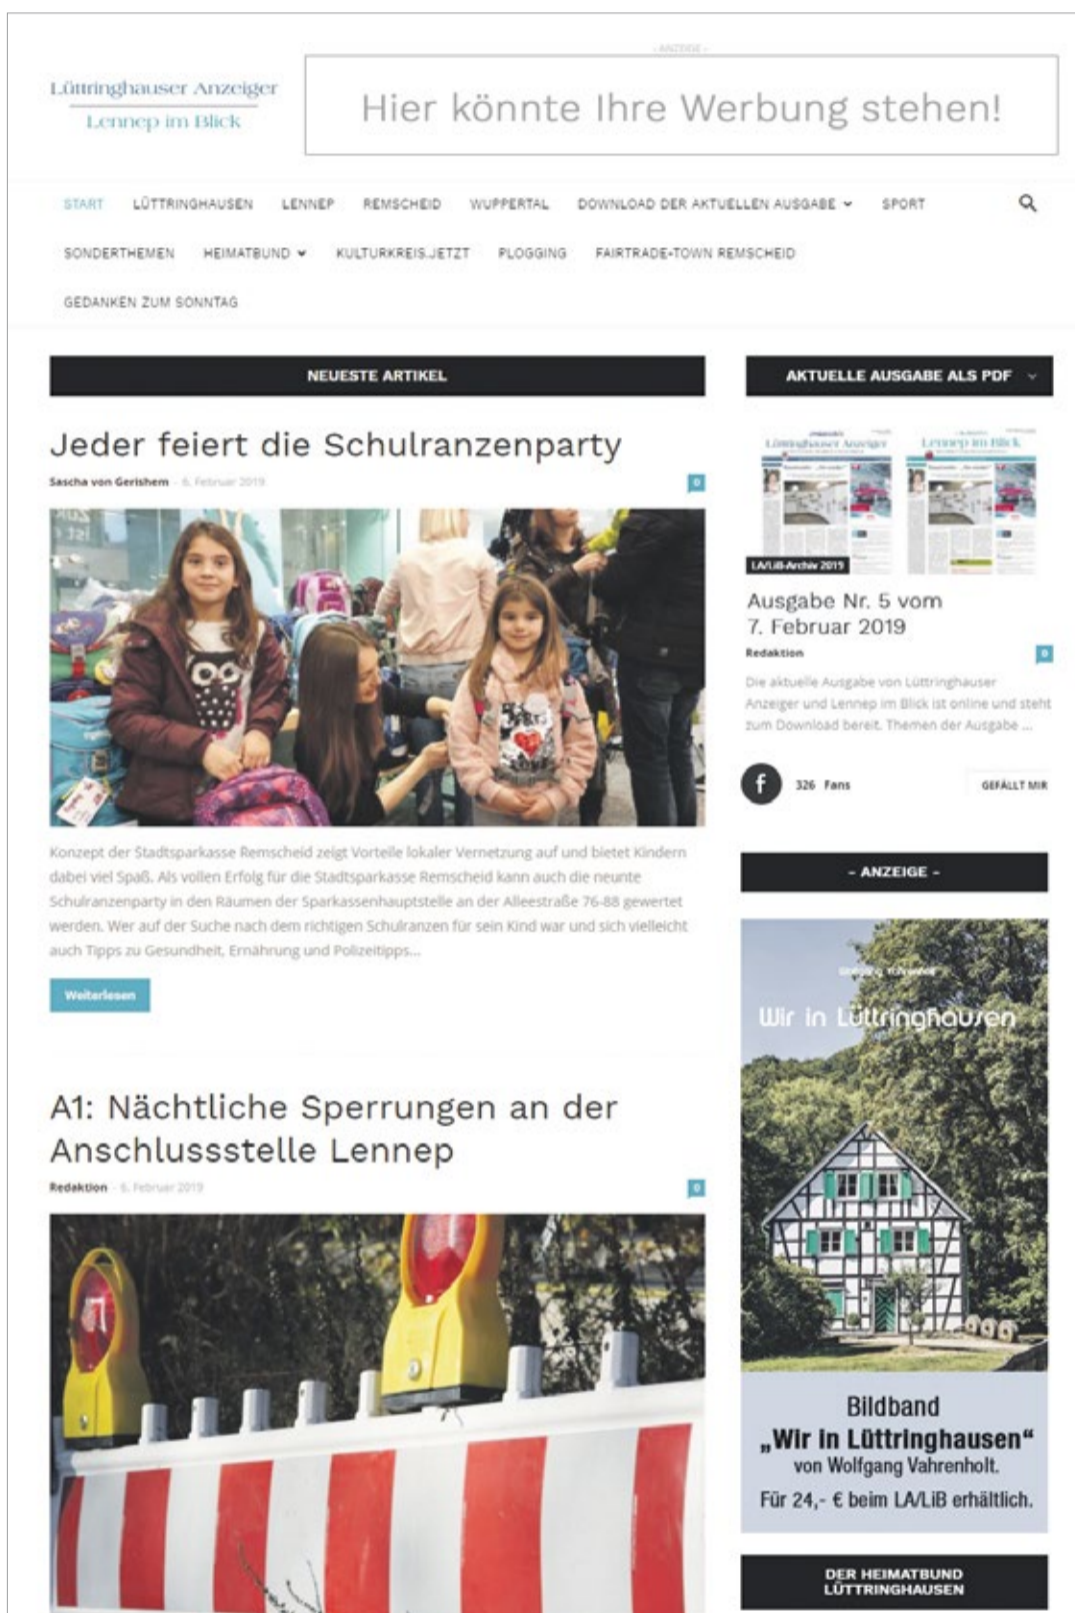 - ANZEIGE -
Lüttringhauser Anzeiger
Lennep im Blick
Hier könnte Ihre Werbung stehen!
START LÜTTRINGHAUSEN LENNEP REMSCHEID WUPPERTAL DOWNLOAD DER AKTUELLEN AUSGABE SPORT
SONDERTHEMEN HEIMATBUND KULTURKREIS.JETZT PLOGGING FAIRTRADE-TOWN REMSCHEID
GEDANKEN ZUM SONNTAG
NEUESTE ARTIKEL
Jeder feiert die Schulranzenparty
Sascha von Gerishem - 6. Februar 2019
0
Konzept der Stadtsparkasse Remscheid zeigt Vorteile lokaler Vernetzung auf und bietet Kindern
dabei viel Spaß. Als vollen Erfolg für die Stadtsparkasse Remscheid kann auch die neunte
Schulranzenparty in den Räumen der Sparkassenhauptstelle an der Alleestraße 76-88 gewertet
werden. Wer auf der Suche nach dem richtigen Schulranzen für sein Kind war und sich vielleicht
auch Tipps zu Gesundheit, Ernährung und Polizeitipps...
Weiterlesen
A1: Nächtliche Sperrungen an der
Anschlussstelle Lennep
Redaktion - 6. Februar 2019
0
AKTUELLE AUSGABE ALS PDF
Lüttringhauser Anzeiger
Lennep im Blick
LA/LiB-Archiv 2019
Ausgabe Nr. 5 vom
7. Februar 2019
Redaktion
0
Die aktuelle Ausgabe von Lüttringhauser
Anzeiger und Lennep im Blick ist online und steht
zum Download bereit. Themen der Ausgabe ...
f 326 Fans GEFÄLLT MIR
- ANZEIGE -
Wir in Lüttringhausen
Bildband
„Wir in Lüttringhausen“
von Wolfgang Vahrenholt.
Für 24,- € beim LA/LiB erhältlich.
DER HEIMATBUND
LÜTTRINGHAUSEN